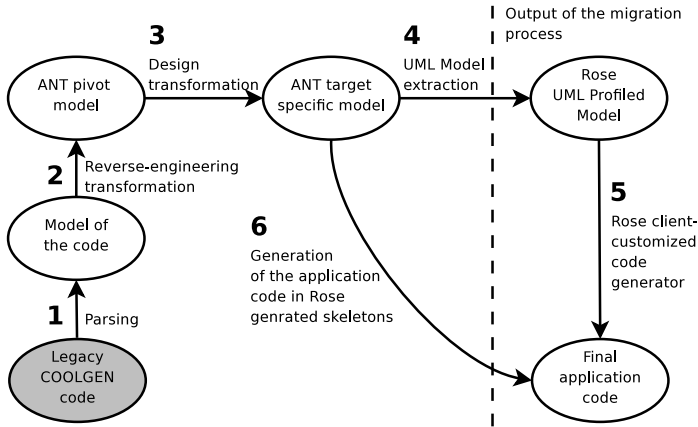 Output of the migration
process
3
Design
transformation
4
UML Model
extraction
ANT pivot
model
ANT target
specific model
Rose
UML Profiled
Model
2
Reverse-engineering
transformation
Model of
the code
6
Generation
of the application
code in Rose
genrated skeletons
5
Rose client-
customized
code
generator
1
Parsing
Legacy
COOLGEN
code
Final
application
code